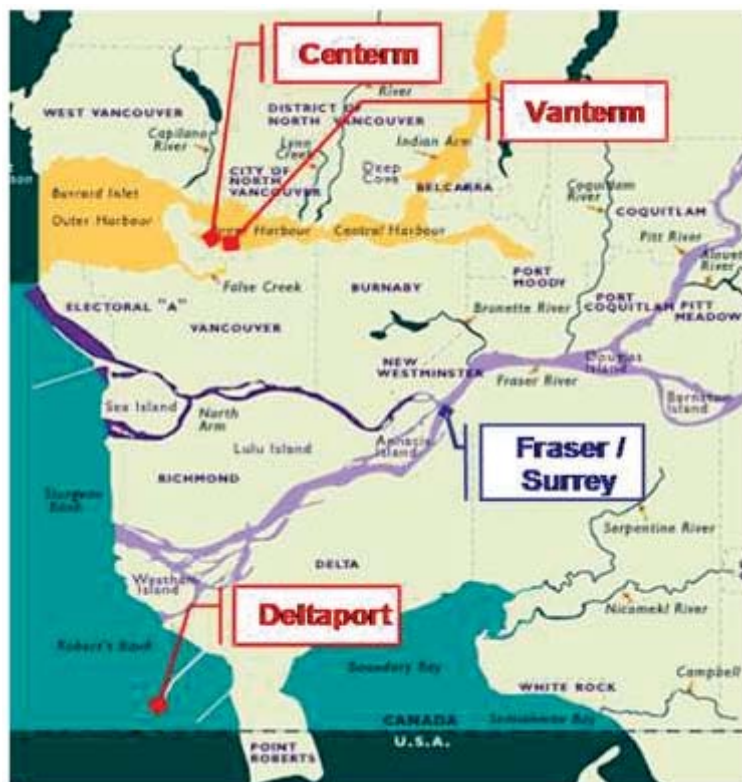 Centerm
River
WEST VANCOUVER
DISTRICT OF
NORTH VANCOUVER
Vanterm
Capilano
River
Lynn
Creek
Indian Arm
CITY OF
NORTH
VANCOUVER
Deep
Cove
BELCARRA
Coquitlam
River
COQUITLAM
Burrard Inlet
Outer Harbour
Harbour
Central Harbour
Pitt River
Alouette
River
False Creek
PORT
MOODY
BURNABY
ELECTORAL "A"
VANCOUVER
Brunette River
PORT
COQUITLAM
PITT
MEADOW
NEW
WESTMINSTER
Douglas
Island
Fraser River
Barnston
Island
Sea Island
North
Arm
Annacis
Island
Lulu Island
Fraser /
Surrey
RICHMOND
Sturgeon
Bank
Serpentine River
DELTA
Westham
Island
Deltaport
Nicomekl River
Robert's Bank
Boundary Bay
Campbell
WHITE ROCK
CANADA
Semiahmoo Bay
U.S.A.
POINT
ROBERTS